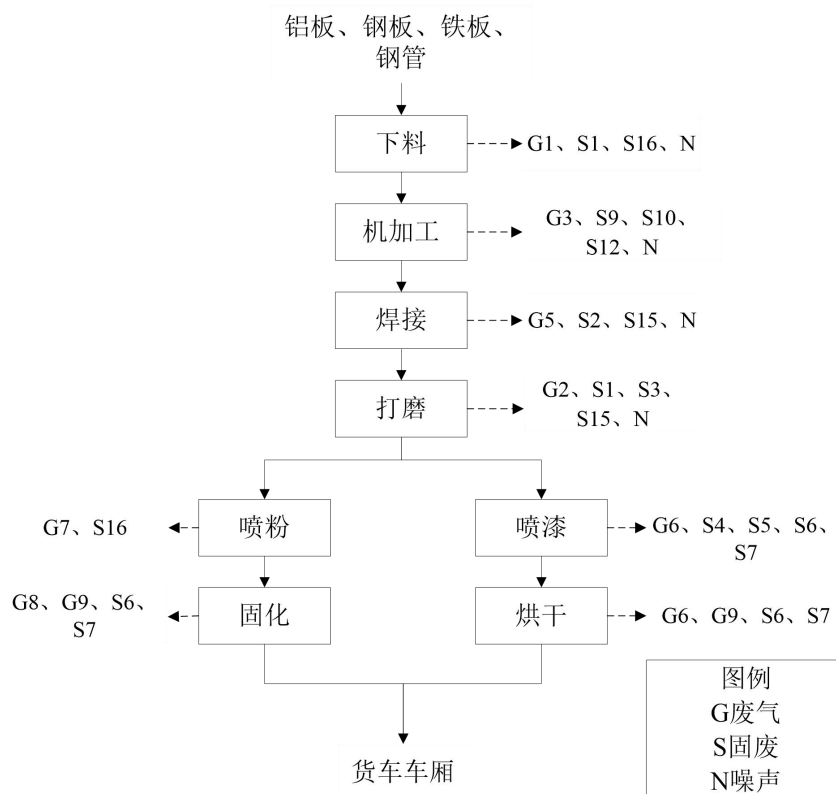 铝板、钢板、铁板、
钢管
下料
G1、S1、S16、N
机加工
G3、S9、S10、
S12、N
焊接
G5、S2、S15、N
打磨
G2、S1、S3、
S15、N
G7、S16
喷粉
喷漆
G6、S4、S5、S6、
S7
G8、G9、S6、
S7
固化
烘干
G6、G9、S6、S7
货车车厢
图例
G废气
S固废
N噪声